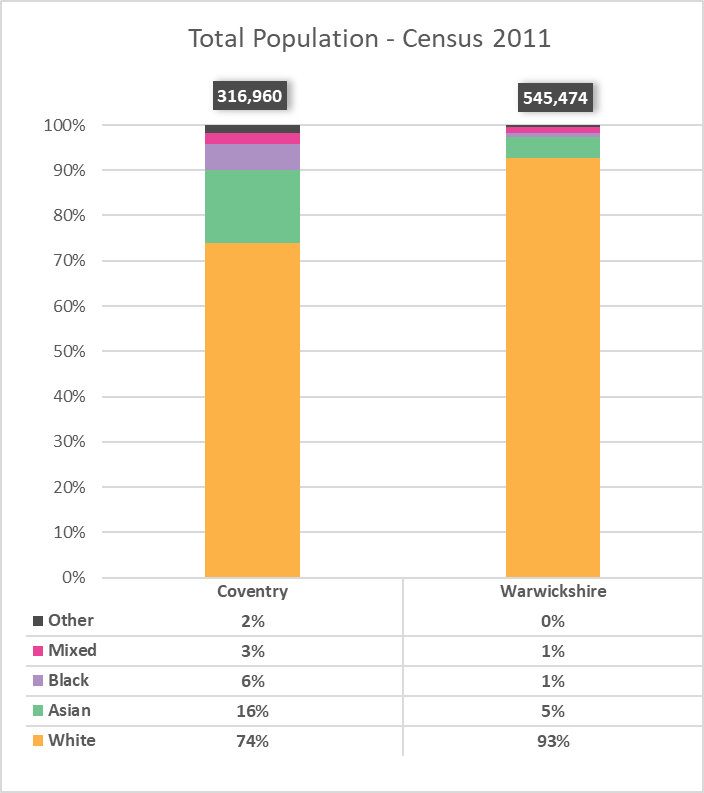 Total Population - Census 2011
316,960 545,474
100%
90%
80%
70%
60%
50%
40%
30%
20%
10%
0%
Coventry Warwickshire
Other 2% 0%
Mixed 3% 1%
Black 6% 1%
Asian 16% 5%
White 74% 93%